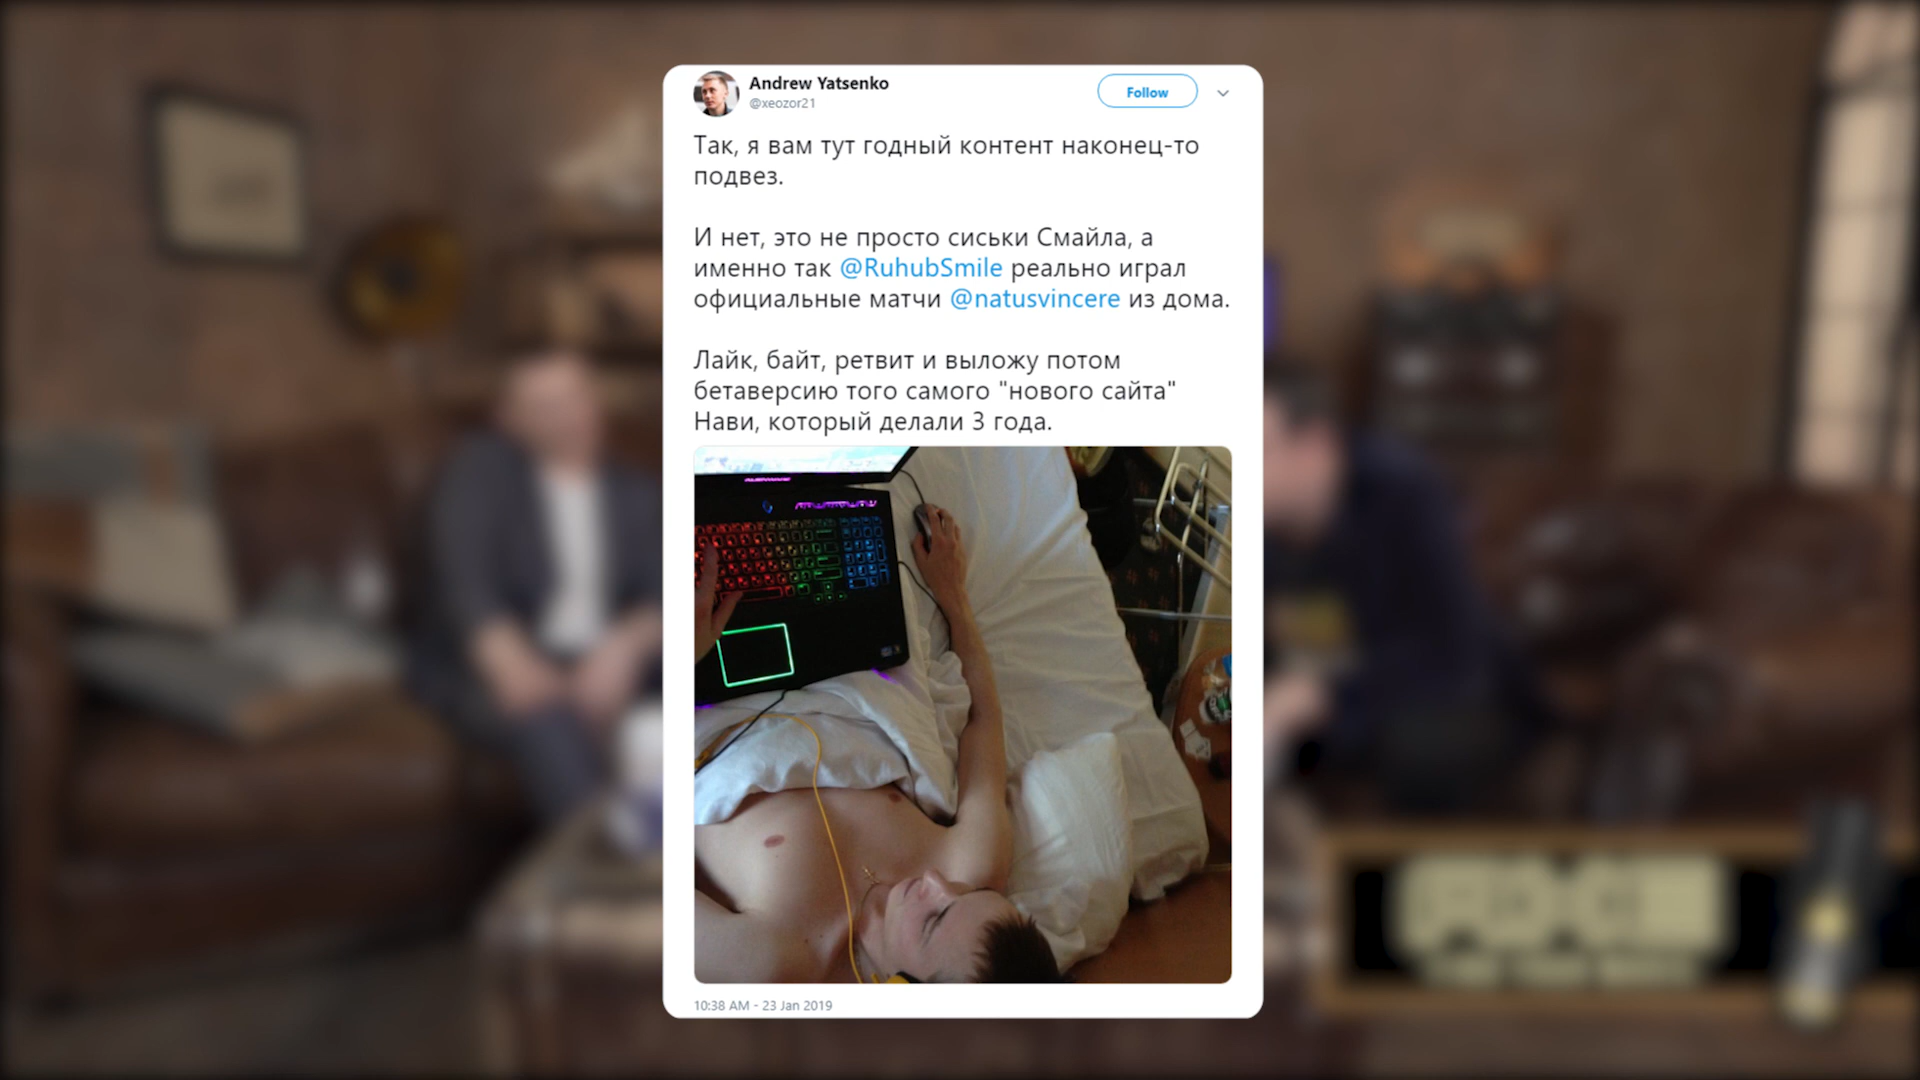 Andrew Yatsenko
@xeozor21
Follow
Так, я вам тут годный контент наконец-то
подвез.
И нет, это не просто сиськи Смайла, а
именно так @RuhubSmile реально играл
официальные матчи @natusvincere из дома.
Лайк, байт, ретвит и выложу потом
бетаверсию того самого "нового сайта"
Нави, который делали 3 года.
10:38 AM - 23 Jan 2019